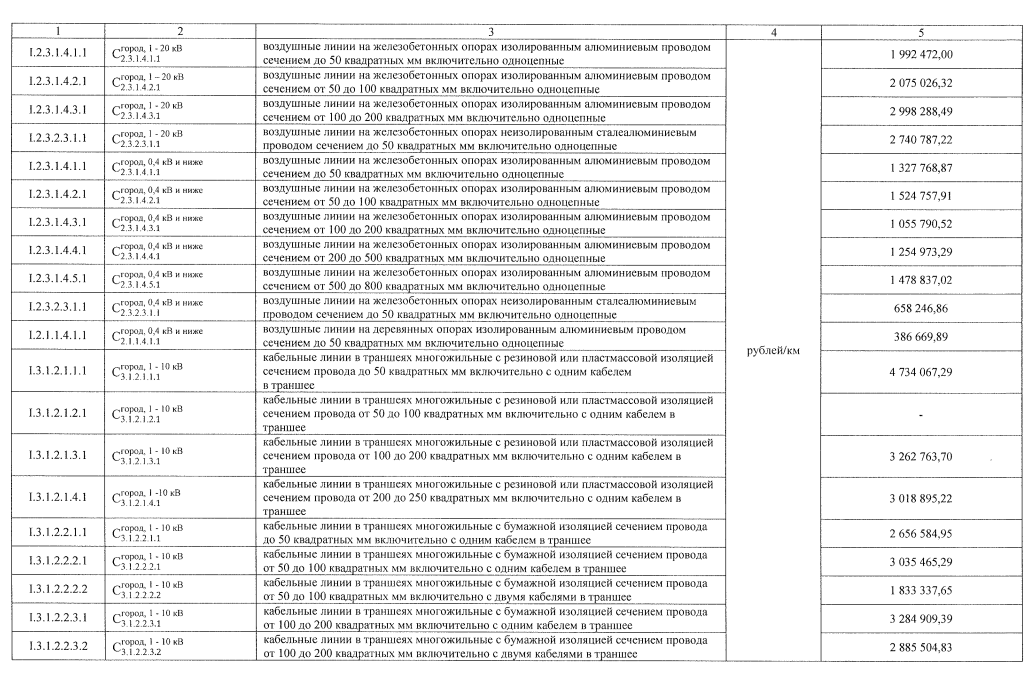 1 2 3 4 5
I.2.3.1.4.1.1 C город, 1 - 20 кВ 2.3.1.4.1.1 воздушные линии на железобетонных опорах изолированным алюминиевым проводом
сечением до 50 квадратных мм включительно одноцепные 1 992 472,00
I.2.3.1.4.2.1 C город, 1 – 20 кВ 2.3.1.4.2.1 воздушные линии на железобетонных опорах изолированным алюминиевым проводом
сечением от 50 до 100 квадратных мм включительно одноцепные 2 075 026,32
I.2.3.1.4.3.1 C город, 1 - 20 кВ 2.3.1.4.3.1 воздушные линии на железобетонных опорах изолированным алюминиевым проводом
сечением от 100 до 200 квадратных мм включительно одноцепные 2 998 288,49
I.2.3.2.3.1.1 C город, 1 - 20 кВ 2.3.2.3.1.1 воздушные линии на железобетонных опорах неизолированным сталеалюминиевым
проводом сечением до 50 квадратных мм включительно одноцепные 2 740 787,22
I.2.3.1.4.1.1 C город, 0,4 кВ и ниже 2.3.1.4.1.1 воздушные линии на железобетонных опорах изолированным алюминиевым проводом
сечением до 50 квадратных мм включительно одноцепные 1 327 768,87
I.2.3.1.4.2.1 C город, 0,4 кВ и ниже 2.3.1.4.2.1 воздушные линии на железобетонных опорах изолированным алюминиевым проводом
сечением от 50 до 100 квадратных мм включительно одноцепные 1 524 757,91
I.2.3.1.4.3.1 C город, 0,4 кВ и ниже 2.3.1.4.3.1 воздушные линии на железобетонных опорах изолированным алюминиевым проводом
сечением от 100 до 200 квадратных мм включительно одноцепные 1 055 790,52
I.2.3.1.4.4.1 C город, 0,4 кВ и ниже 2.3.1.4.4.1 воздушные линии на железобетонных опорах изолированным алюминиевым проводом
сечением от 200 до 500 квадратных мм включительно одноцепные 1 254 973,29
I.2.3.1.4.5.1 C город, 0,4 кВ и ниже 2.3.1.4.5.1 воздушные линии на железобетонных опорах изолированным алюминиевым проводом
сечением от 500 до 800 квадратных мм включительно одноцепные 1 478 837,02
I.2.3.2.3.1.1 C город, 0,4 кВ и ниже 2.3.2.3.1.1 воздушные линии на железобетонных опорах неизолированным сталеалюминиевым
проводом сечением до 50 квадратных мм включительно одноцепные 658 246,86
I.2.1.1.4.1.1 C город, 0,4 кВ и ниже 2.1.1.4.1.1 воздушные линии на деревянных опорах изолированным алюминиевым проводом
сечением до 50 квадратных мм включительно одноцепные 386 669,89
рублей/км
I.3.1.2.1.1.1 C город, 1 - 10 кВ 3.1.2.1.1.1 кабельные линии в траншеях многожильные с резиновой или пластмассовой изоляцией
сечением провода до 50 квадратных мм включительно с одним кабелем
в траншее 4 734 067,29
I.3.1.2.1.2.1 C город, 1 - 10 кВ 3.1.2.1.2.1 кабельные линии в траншеях многожильные с резиновой или пластмассовой изоляцией
сечением провода от 50 до 100 квадратных мм включительно с одним кабелем в
траншее -
I.3.1.2.1.3.1 C город, 1 - 10 кВ 3.1.2.1.3.1 кабельные линии в траншеях многожильные с резиновой или пластмассовой изоляцией
сечением провода от 100 до 200 квадратных мм включительно с одним кабелем в
траншее 3 262 763,70
I.3.1.2.1.4.1 C город, 1 -10 кВ 3.1.2.1.4.1 кабельные линии в траншеях многожильные с резиновой или пластмассовой изоляцией
сечением провода от 200 до 250 квадратных мм включительно с одним кабелем в
траншее 3 018 895,22
I.3.1.2.2.1.1 C город, 1 - 10 кВ 3.1.2.2.1.1 кабельные линии в траншеях многожильные с бумажной изоляцией сечением провода
до 50 квадратных мм включительно с одним кабелем в траншее 2 656 584,95
I.3.1.2.2.2.1 C город, 1 - 10 кВ 3.1.2.2.2.1 кабельные линии в траншеях многожильные с бумажной изоляцией сечением провода
от 50 до 100 квадратных мм включительно с одним кабелем в траншее 3 035 465,29
I.3.1.2.2.2.2 C город, 1 - 10 кВ 3.1.2.2.2.2 кабельные линии в траншеях многожильные с бумажной изоляцией сечением провода
от 50 до 100 квадратных мм включительно с двумя кабелями в траншее 1 833 337,65
I.3.1.2.2.3.1 C город, 1 - 10 кВ 3.1.2.2.3.1 кабельные линии в траншеях многожильные с бумажной изоляцией сечением провода
от 100 до 200 квадратных мм включительно с одним кабелем в траншее 3 284 909,39
I.3.1.2.2.3.2 C город, 1 - 10 кВ 3.1.2.2.3.2 кабельные линии в траншеях многожильные с бумажной изоляцией сечением провода
от 100 до 200 квадратных мм включительно с двумя кабелями в траншее 2 885 504,83